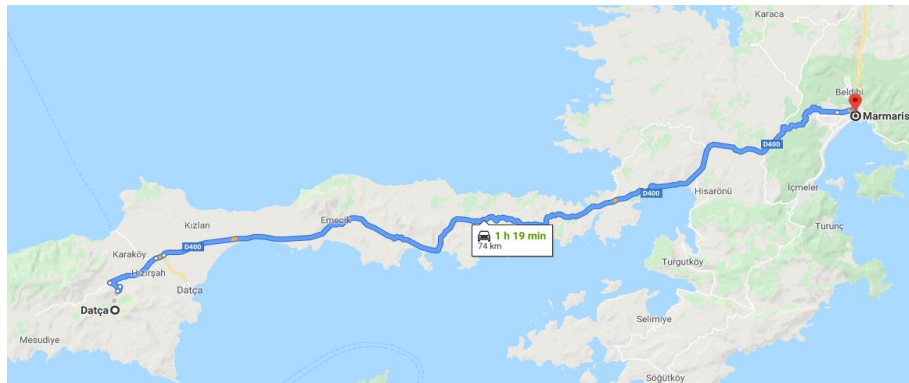 Karaca
Beldibi
Marmaris
D400
D400
Hisarönü
İçmeler
Turunç
Emecik
Kızlan
1 h 19 min
74 km
D400
Karaköy
Hızırşah
Turgutköy
Datça
Datça
Selimiye
Mesudiye
Söğütköy